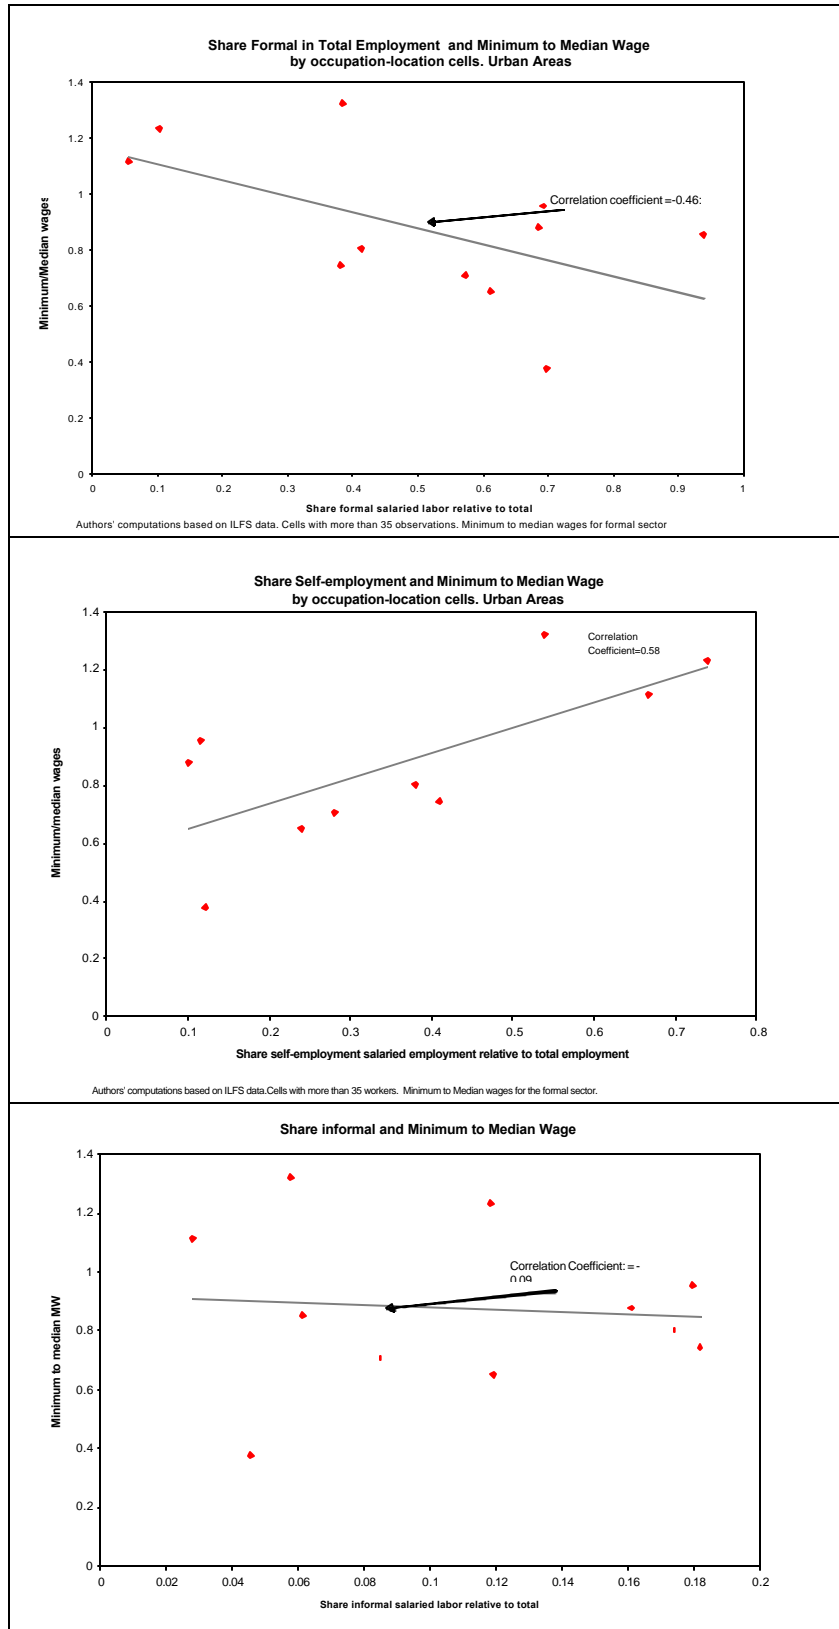 Share Formal in Total Employment and Minimum to Median Wage
by occupation-location cells. Urban Areas
1.4
1.2
1
0.8
0.6
0.4
0.2
0
Minimum/Median wages
Correlation coefficient =-0.46:
0 0.1 0.2 0.3 0.4 0.5 0.6 0.7 0.8 0.9 1
Share formal salaried labor relative to total
Authors' computations based on ILFS data. Cells with more than 35 observations. Minimum to median wages for formal sector
Share Self-employment and Minimum to Median Wage
by occupation-location cells. Urban Areas
1.4
1.2
1
0.8
0.6
0.4
0.2
0
Minimum/median wages
Correlation
Coefficient=0.58
0 0.1 0.2 0.3 0.4 0.5 0.6 0.7 0.8
Share self-employment salaried employment relative to total employment
Authors' computations based on ILFS data.Cells with more than 35 workers. Minimum to Median wages for the formal sector.
Share informal and Minimum to Median Wage
1.4
1.2
1
0.8
0.6
0.4
0.2
0
Minimum to median MW
Correlation Coefficient: = -
0.09
0 0.02 0.04 0.06 0.08 0.1 0.12 0.14 0.16 0.18 0.2
Share informal salaried labor relative to total